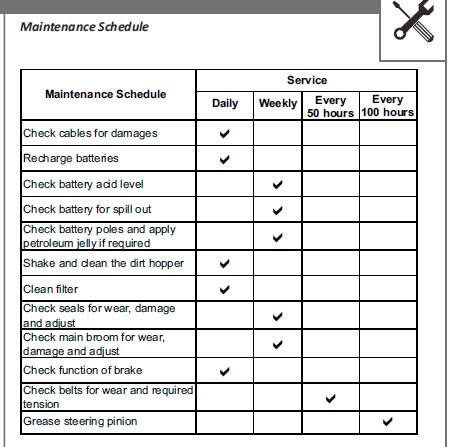 Maintenance Schedule
Maintenance Schedule
Service
Daily
Weekly
Every
50 hours
Every
100 hours
Check cables for damages
Recharge batteries
Check battery acid level
Check battery for spill out
Check battery poles and apply
petroleum jelly if required
Shake and clean the dirt hopper
Clean filter
Check seals for wear, damage
and adjust
Check main broom for wear,
damage and adjust
Check function of brake
Check belts for wear and required
tension
Grease steering pinion